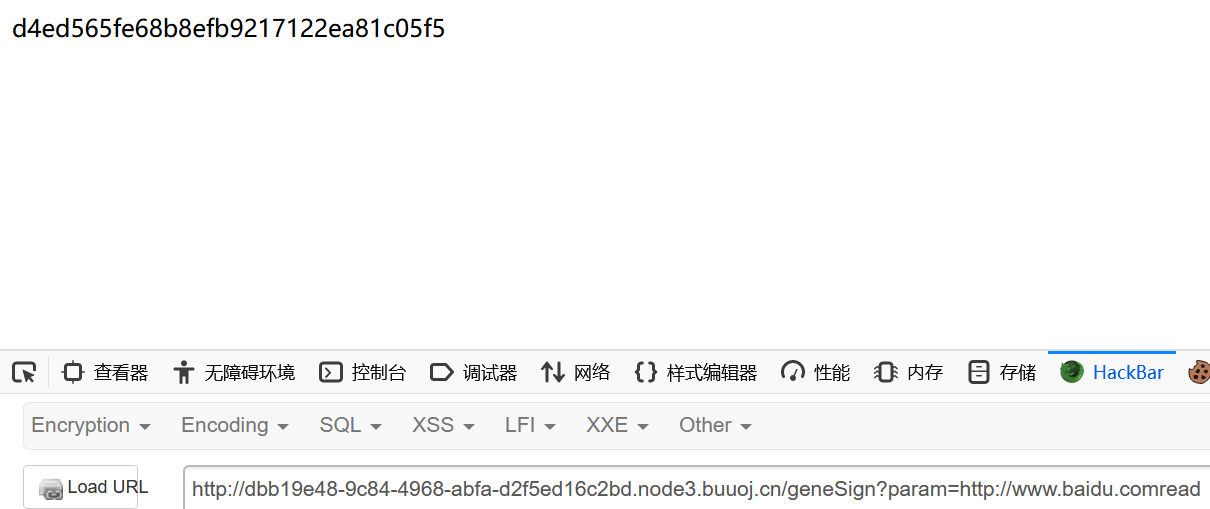 d4ed565fe68b8efb9217122ea81c05f5
查看器 无障碍环境 控制台 调试器 网络 样式编辑器 性能 内存 存储 HackBar
Encryption Encoding SQL XSS LFI XXE Other
Load URL http://dbb19e48-9c84-4968-abfa-d2f5ed16c2bd.node3.buuoj.cn/geneSign?param=http://www.baidu.comread